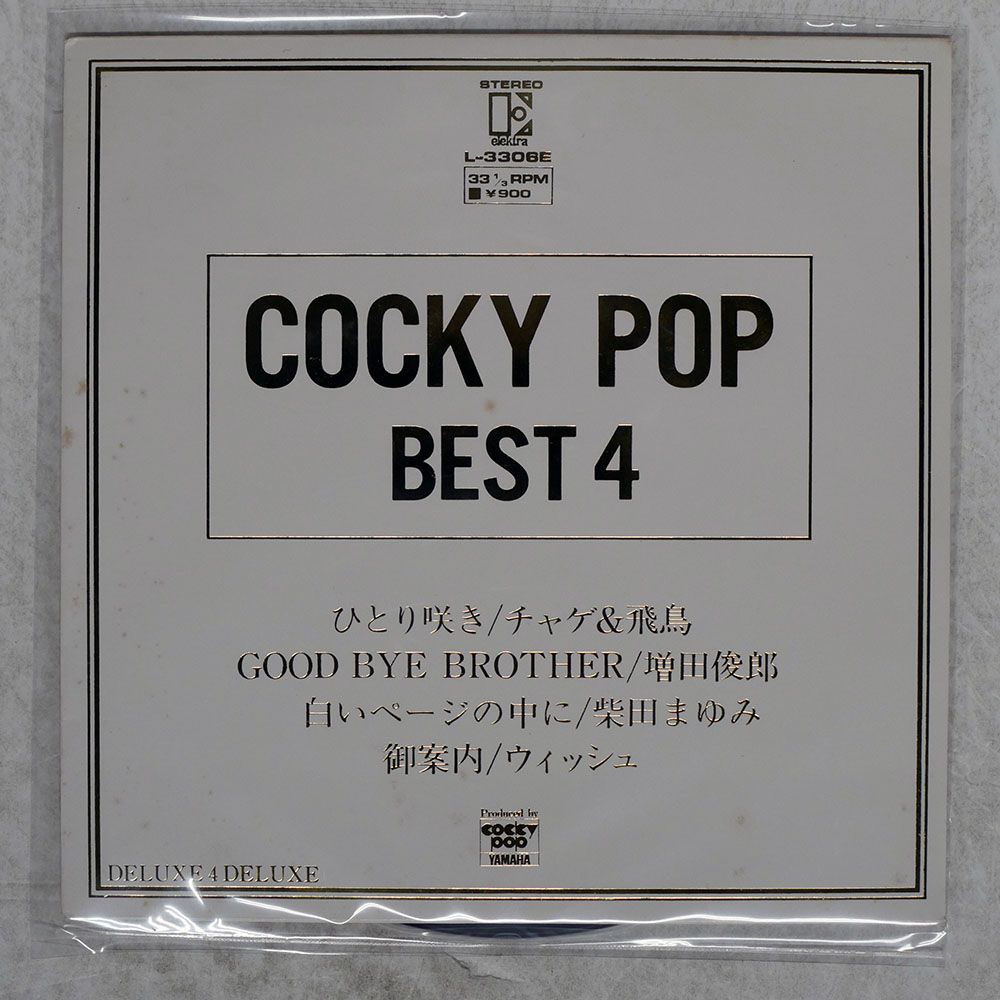 STEREO
elektra
L-3306E
33 1/3 RPM
■ ¥900
COCKY POP
BEST 4
ひとり咲き/チャゲ&飛鳥
GOOD BYE BROTHER/増田俊郎
白いページの中に/柴田まゆみ
御案内/ウィッシュ
Produced by
cocky
pop
YAMAHA
DELUXE 4 DELUXE